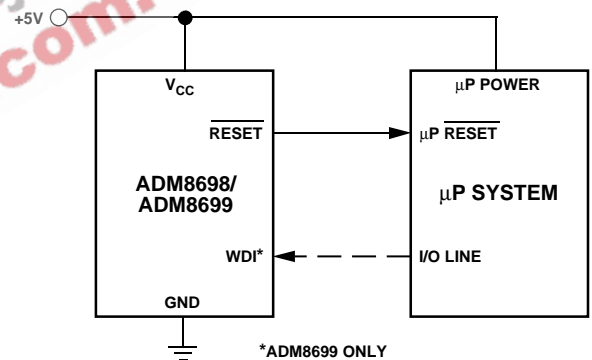 +5V
com.
VCC
μP POWER
RESET
μP RESET
ADM8698/
ADM8699
μP SYSTEM
WDI*
I/O LINE
GND
*ADM8699 ONLY